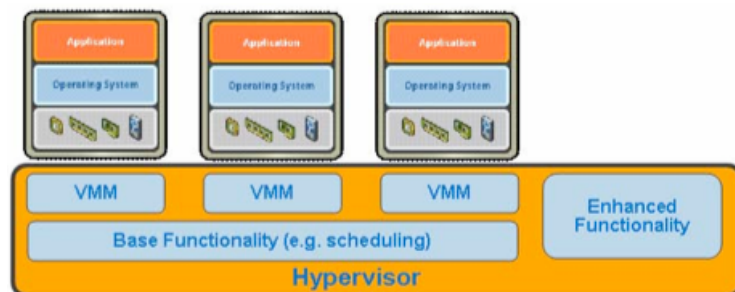 Application
Application
Application
Operating System
Operating System
Operating System
VMM
VMM
VMM
Enhanced
Functionality
Base Functionality (e.g. scheduling)
Hypervisor